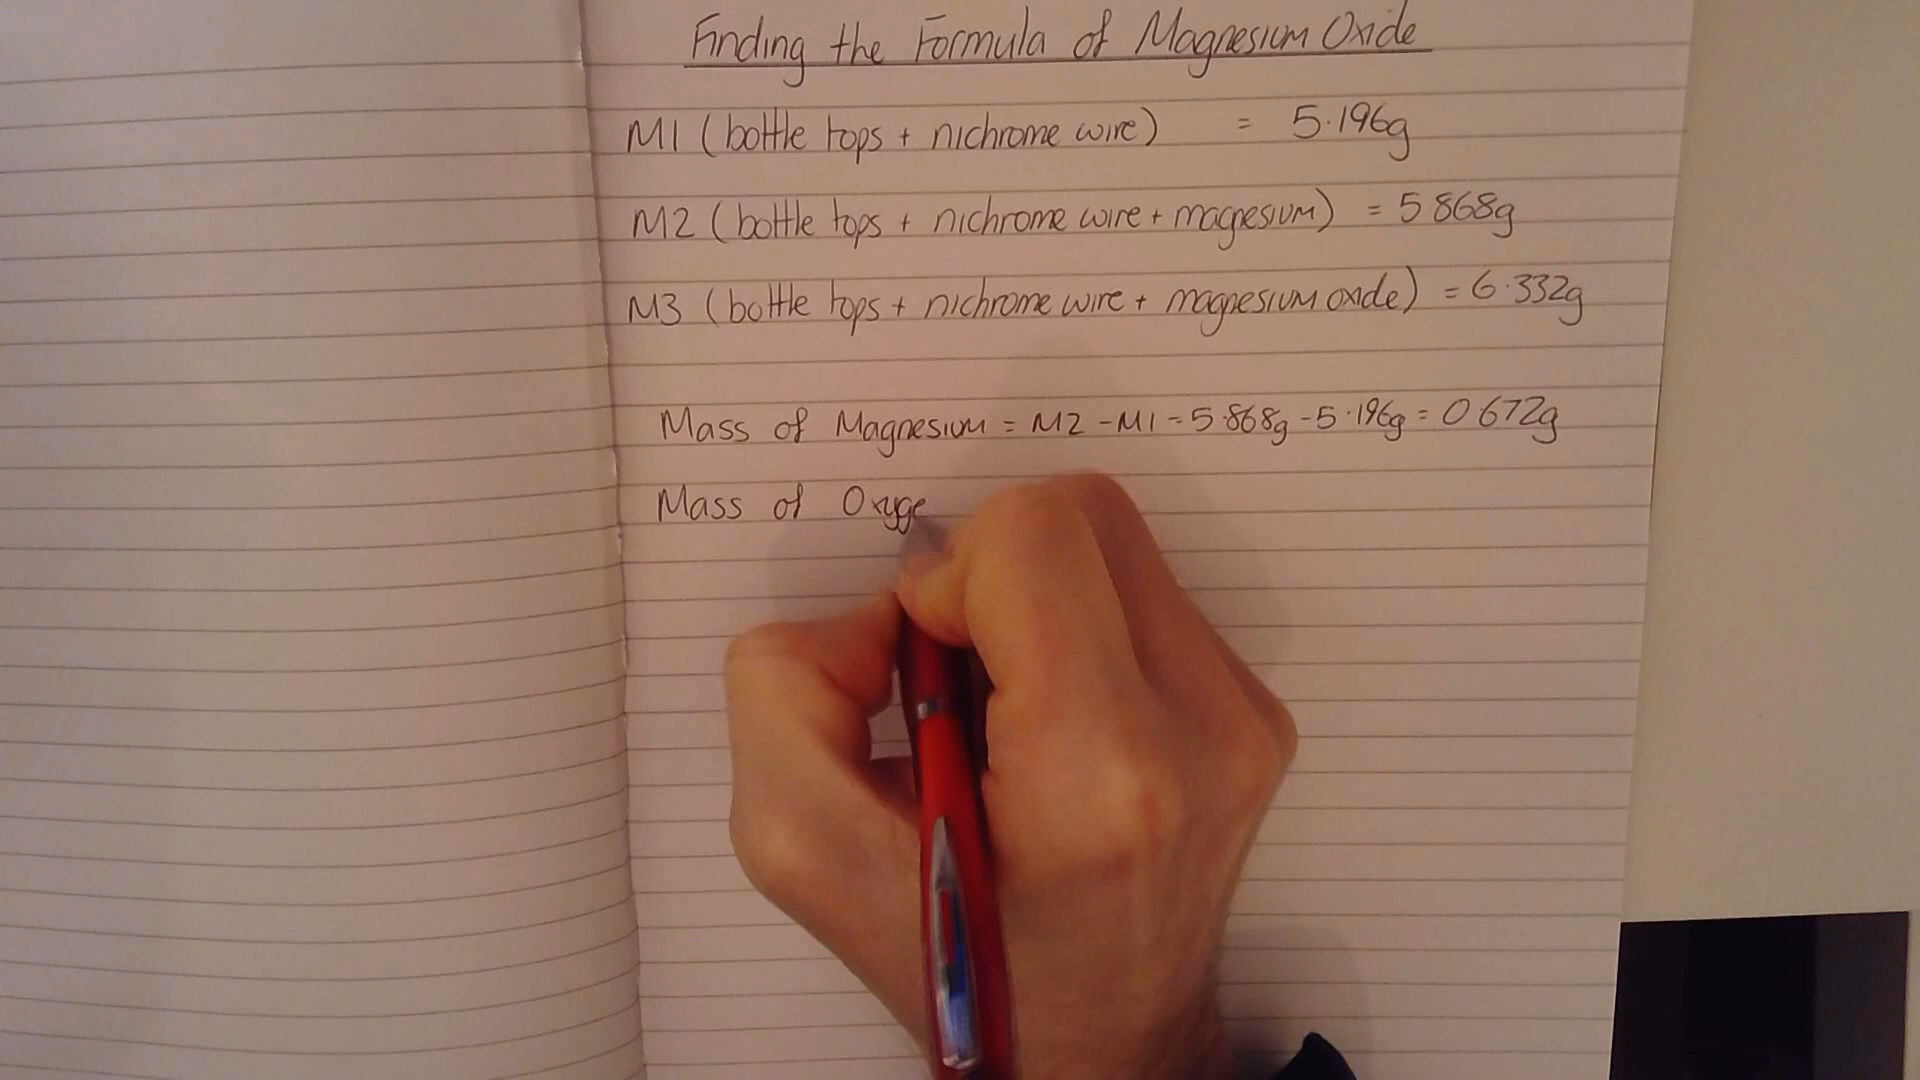 Finding the Formula of Magnesium Oxide
M1 (bottle tops + nichrome wire) = 5.196g
M2 (bottle tops + nichrome wire + magnesium) = 5.868g
M3 (bottle tops + nichrome wire + magnesium oxide) = 6.332g
Mass of Magnesium = M2 - M1 = 5.868g - 5.196g = 0.672g
Mass of Oxyge